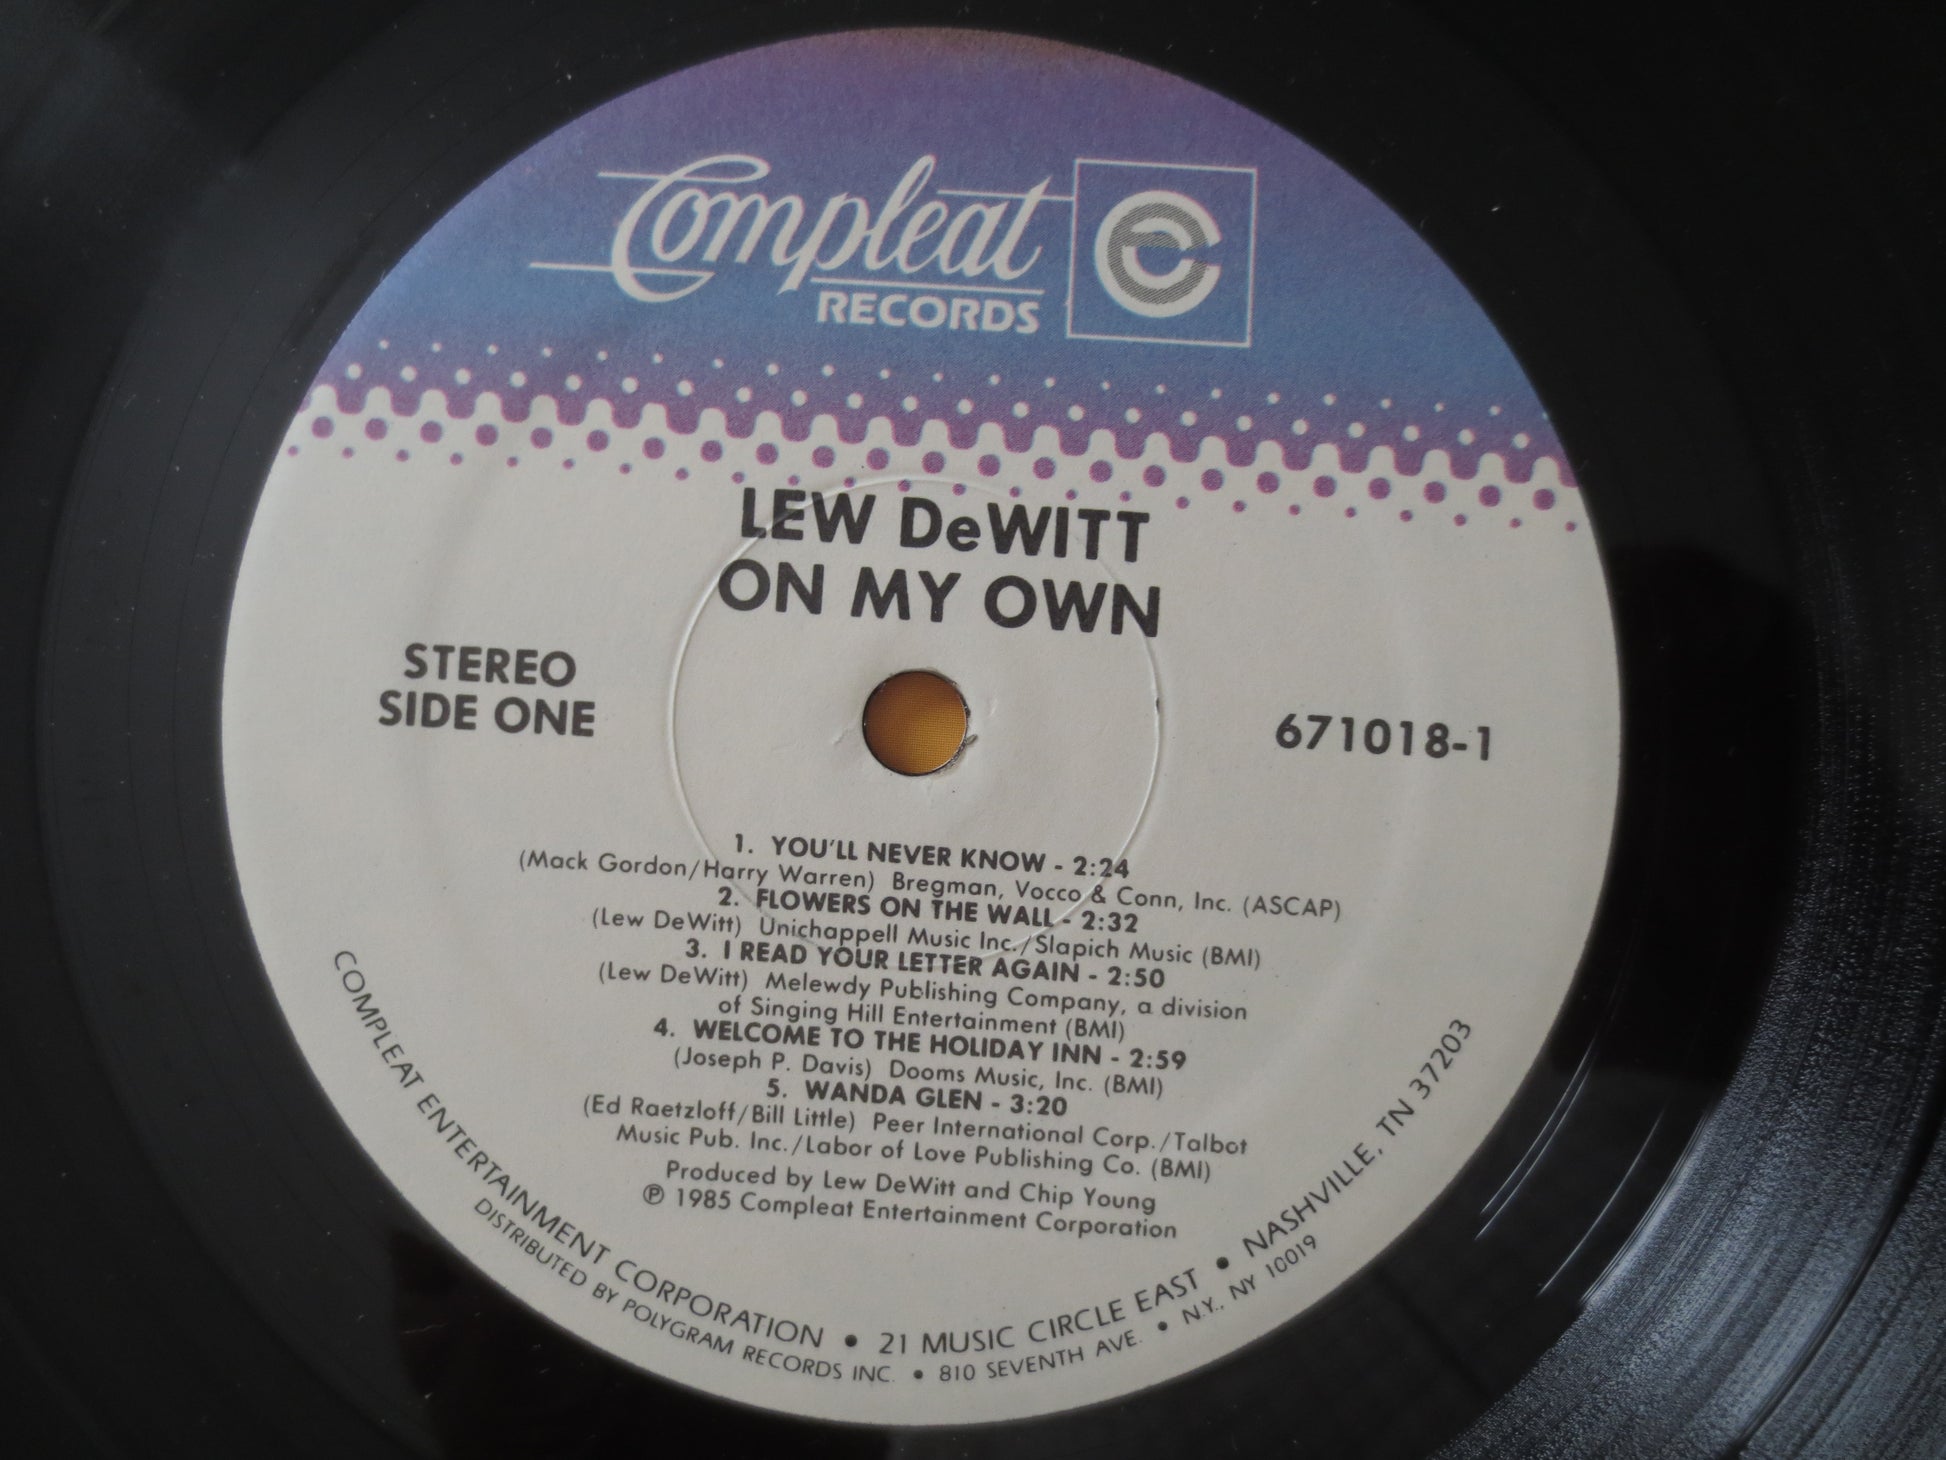 Compleat
RECORDS
LEW DeWITT
ON MY OWN
STEREO
SIDE ONE
671018-1
1. YOU'LL NEVER KNOW - 2:24
(Mack Gordon/Harry Warren) Bregman, Vocco & Conn, Inc. (ASCAP)
2. FLOWERS ON THE WALL - 2:32
(Lew DeWitt) Unichappell Music Inc./Slapich Music (BMI)
3. I READ YOUR LETTER AGAIN - 2:50
(Lew DeWitt) Melewdy Publishing Company, a division
of Singing Hill Entertainment (BMI)
4. WELCOME TO THE HOLIDAY INN - 2:59
(Joseph P. Davis) Dooms Music, Inc. (BMI)
5. WANDA GLEN - 3:20
(Ed Raetzloff/Bill Little) Peer International Corp./Talbot
Music Pub. Inc./Labor of Love Publishing Co. (BMI)
Produced by Lew DeWitt and Chip Young
℗ 1985 Compleat Entertainment Corporation
COMPLEAT ENTERTAINMENT CORPORATION • 21 MUSIC CIRCLE EAST • NASHVILLE, TN 37203
DISTRIBUTED BY POLYGRAM RECORDS INC. • 810 SEVENTH AVE. • N.Y., NY 10019